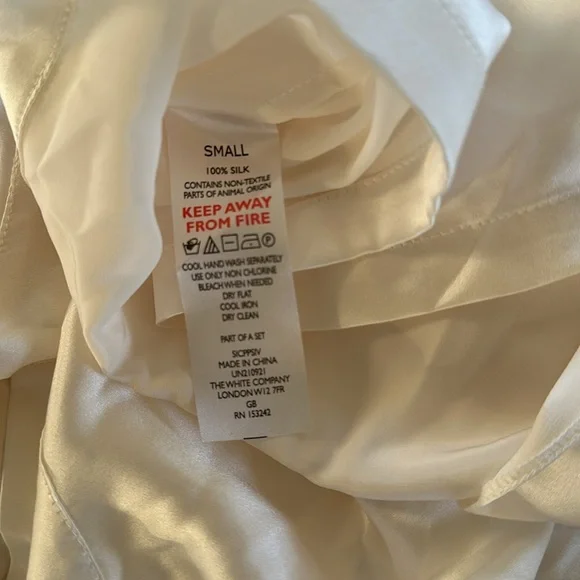 SMALL
100% SILK
CONTAINS NON-TEXTILE
PARTS OF ANIMAL ORIGIN
KEEP AWAY
FROM FIRE
COOL HAND WASH SEPARATELY
USE ONLY NON CHLORINE
BLEACH WHEN NEEDED
DRY FLAT
COOL IRON
DRY CLEAN
PART OF A SET
SICPPSIV
MADE IN CHINA
UN210921
THE WHITE COMPANY
LONDON W12 7FR
GB
RN 153242